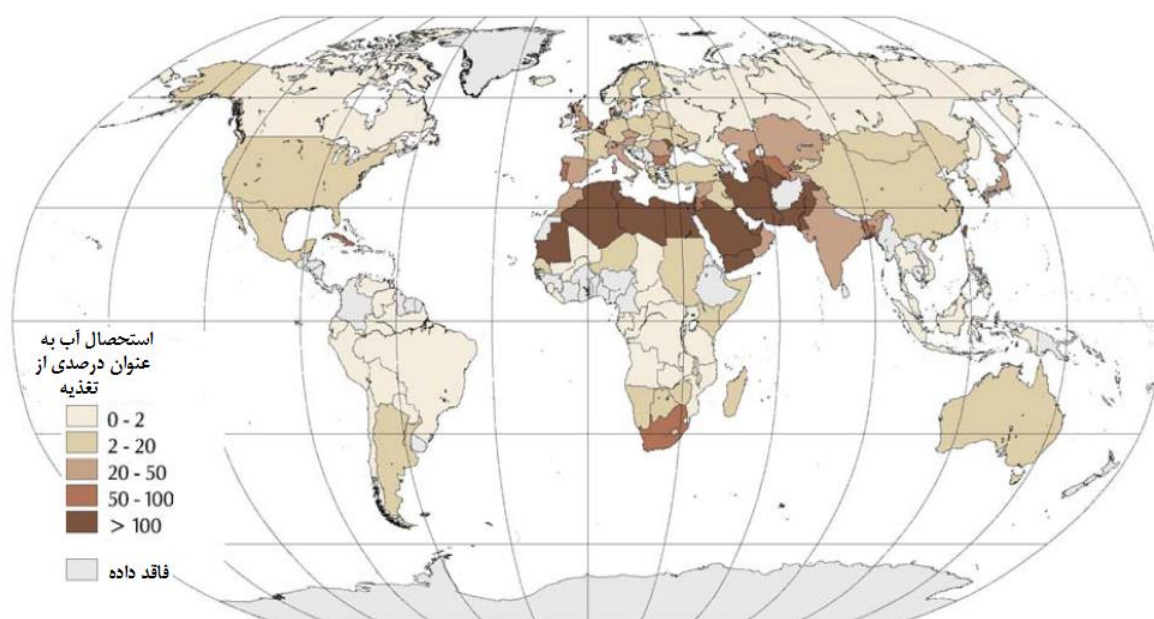 استحصال آب به
عنوان درصدی از
تغذیه
0 - 2
2 - 20
20 - 50
50 - 100
> 100
فاقد داده